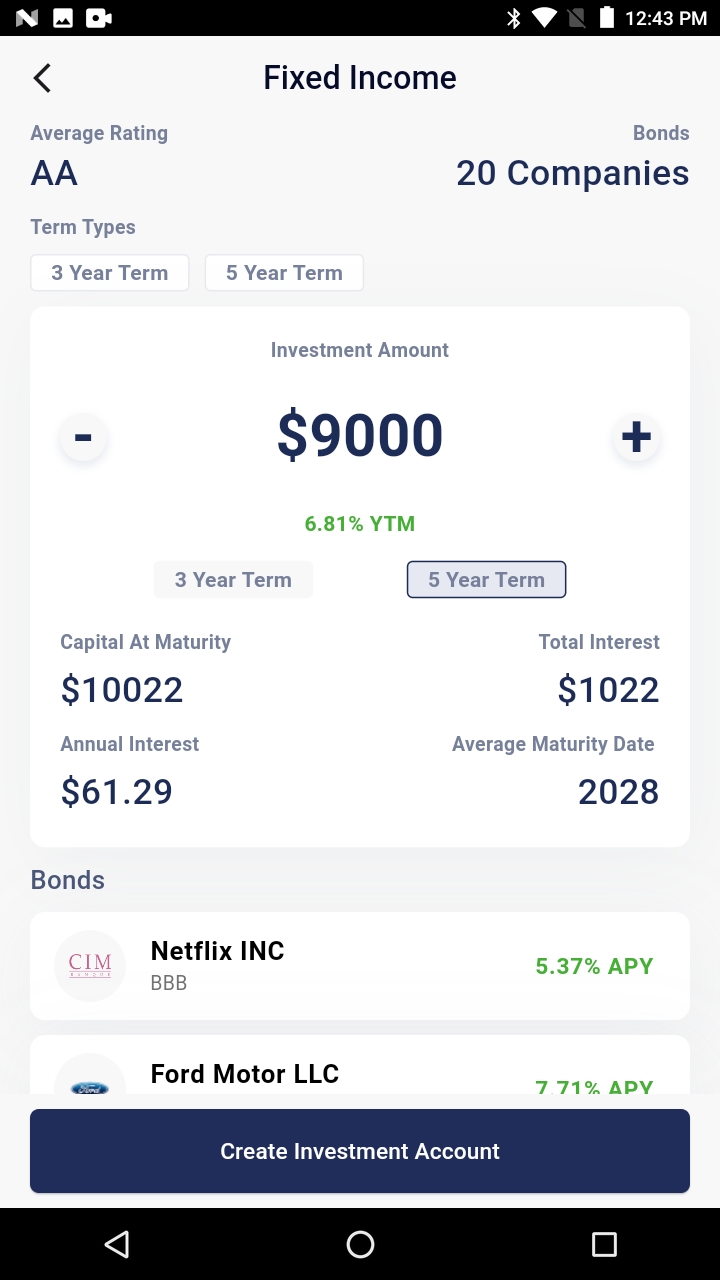 12:43 PM
Fixed Income
Average Rating
Bonds
AA
20 Companies
Term Types
3 Year Term
5 Year Term
Investment Amount
-
$9000
+
6.81% YTM
3 Year Term
5 Year Term
Capital At Maturity
Total Interest
$10022
$1022
Annual Interest
Average Maturity Date
$61.29
2028
Bonds
CIM
BANQUE
Netflix INC
BBB
5.37% APY
Ford
Ford Motor LLC
7.71% APY
Create Investment Account